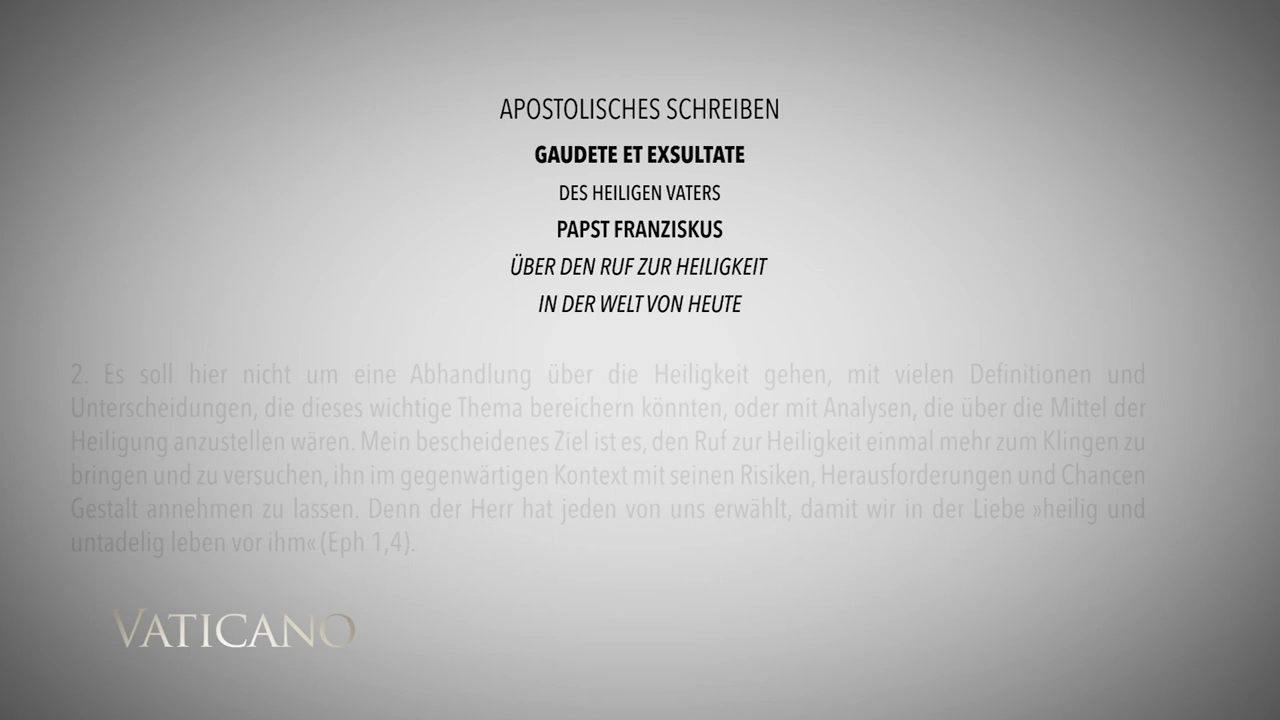 APOSTOLISCHES SCHREIBEN
GAUDETE ET EXSULTATE
DES HEILIGEN VATERS
PAPST FRANZISKUS
ÜBER DEN RUF ZUR HEILIGKEIT
IN DER WELT VON HEUTE
2. Es soll hier nicht um eine Abhandlung über die Heiligkeit gehen, mit vielen Definitionen und
Unterscheidungen, die dieses wichtige Thema bereichern könnten, oder mit Analysen, die über die Mittel der
Heiligung anzustellen wären. Mein bescheidenes Ziel ist es, den Ruf zur Heiligkeit einmal mehr zum Klingen zu
bringen und zu versuchen, ihn im gegenwärtigen Kontext mit seinen Risiken, Herausforderungen und Chancen
Gestalt annehmen zu lassen. Denn der Herr hat jeden von uns erwählt, damit wir in der Liebe »heilig und
untadelig leben vor ihm« (Eph 1,4).
VATICANO